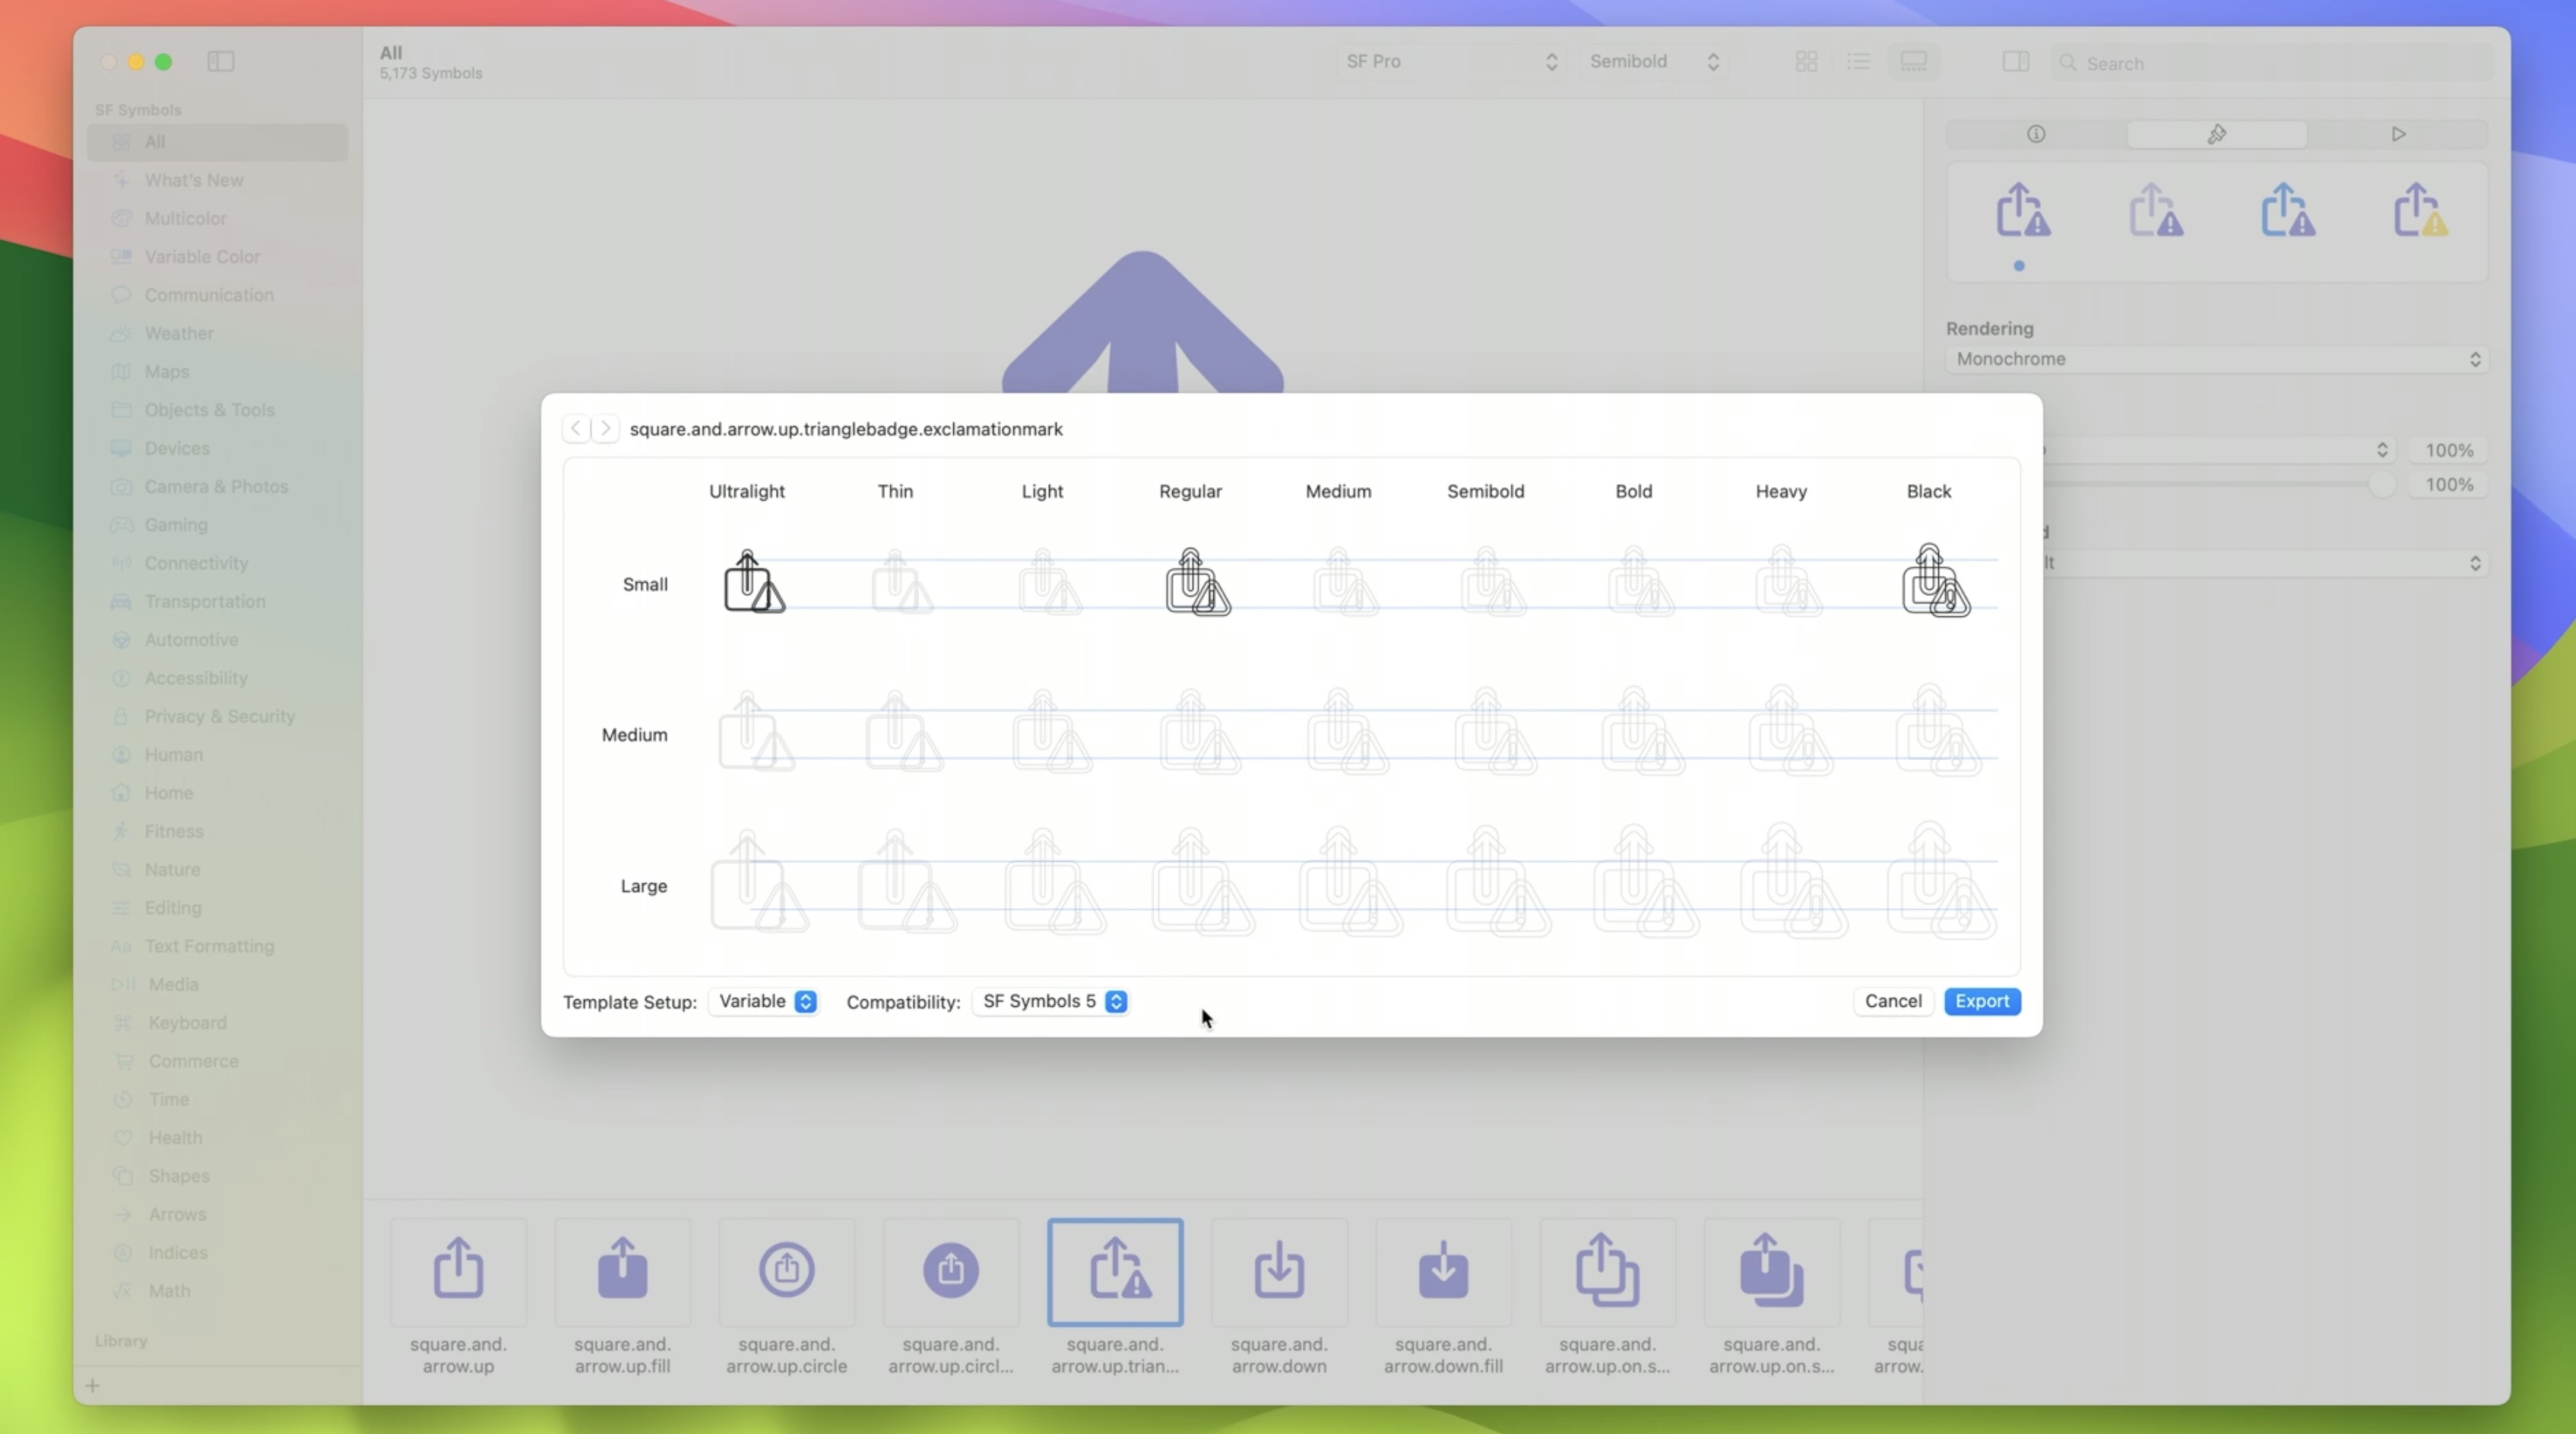 All
5,173 Symbols
SF Pro
Semibold
Search
SF Symbols
All
What's New
Multicolor
Variable Color
Communication
Weather
Maps
Objects & Tools
Devices
Camera & Photos
Gaming
Connectivity
Transportation
Automotive
Accessibility
Privacy & Security
Human
Home
Fitness
Nature
Editing
Text Formatting
Media
Keyboard
Commerce
Time
Health
Shapes
Arrows
Indices
Math
Library
Rendering
Monochrome
100%
100%
square.and.arrow.up.trianglebadge.exclamationmark
Ultralight Thin Light Regular Medium Semibold Bold Heavy Black
Small
Medium
Large
Template Setup: Variable Compatibility: SF Symbols 5
Cancel Export
square.and.
arrow.up
square.and.
arrow.up.fill
square.and.
arrow.up.circle
square.and.
arrow.up.circl...
square.and.
arrow.up.trian...
square.and.
arrow.down
square.and.
arrow.down.fill
square.and.
arrow.up.on.s...
square.and.
arrow.up.on.s...
squa
arrow.